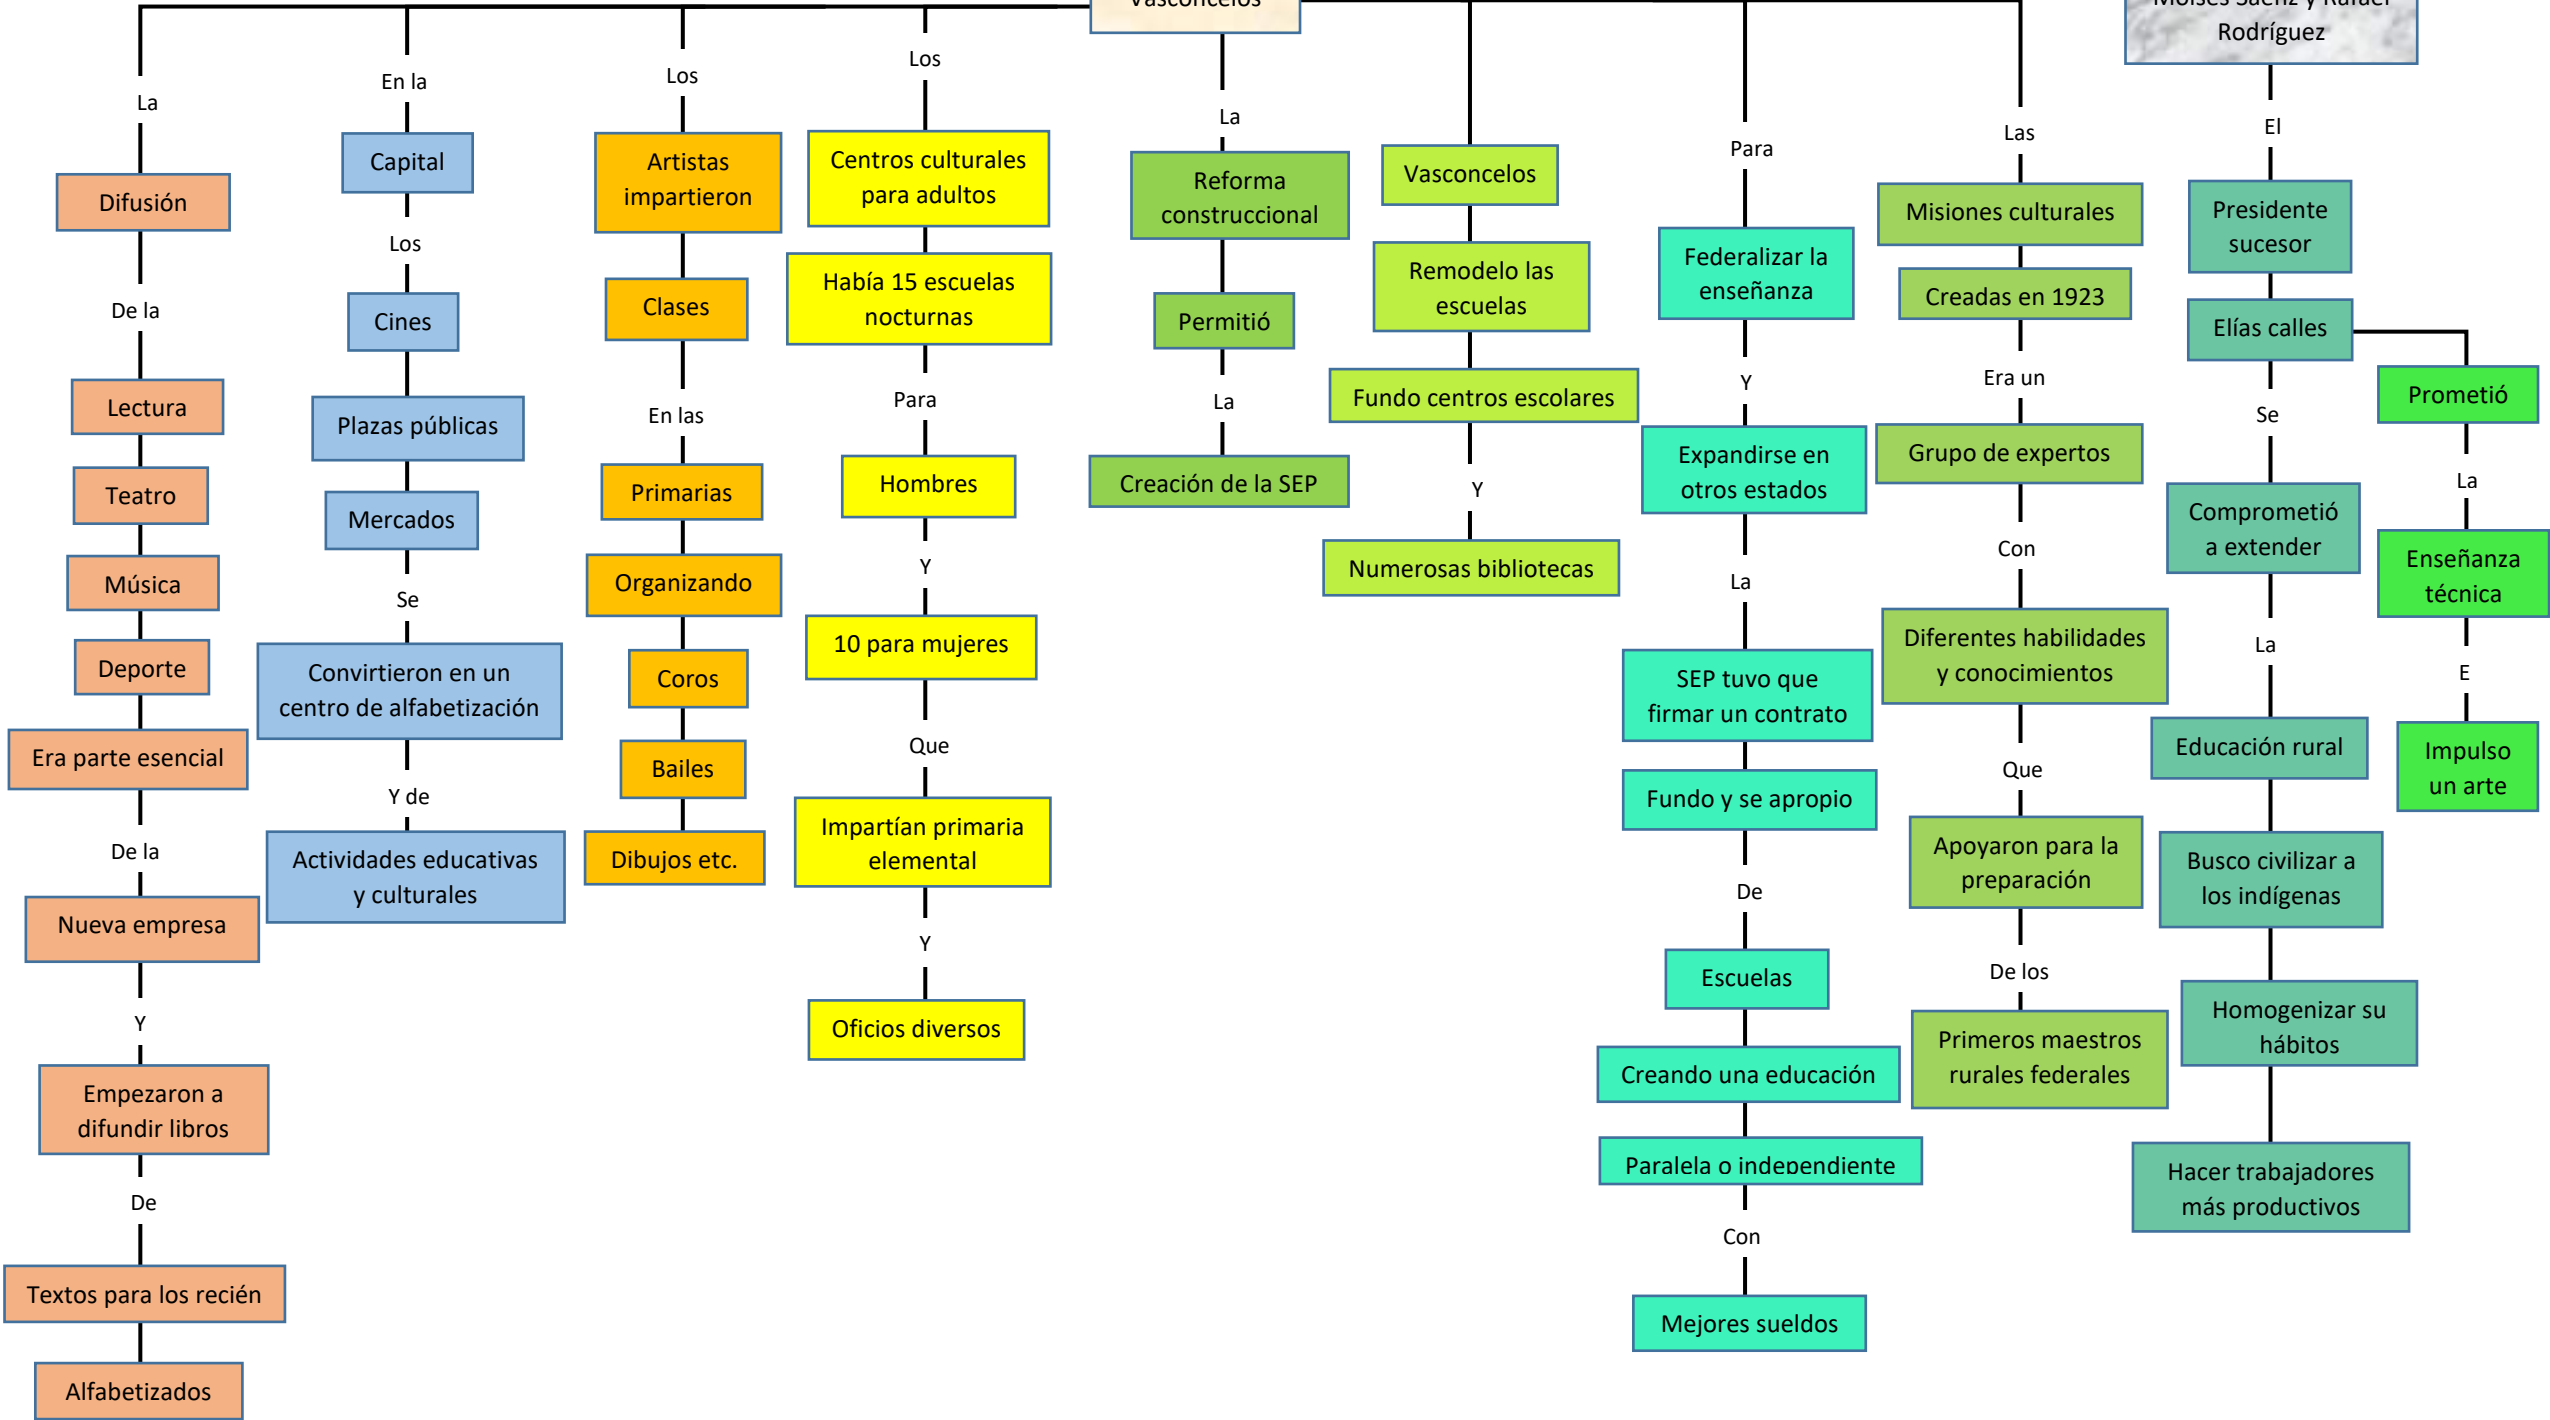 Vasconcelos
Moisés Sáenz y Rafael
Rodríguez
La
Difusión
De la
Lectura
Teatro
Música
Deporte
Era parte esencial
De la
Nueva empresa
Y
Empezaron a
difundir libros
De
Textos para los recién
Alfabetizados
En la
Capital
Los
Cines
Plazas públicas
Mercados
Se
Convirtieron en un
centro de alfabetización
Y de
Actividades educativas
y culturales
Los
Artistas
impartieron
Clases
En las
Primarias
Organizando
Coros
Bailes
Dibujos etc.
Los
Centros culturales
para adultos
Había 15 escuelas
nocturnas
Para
Hombres
Y
10 para mujeres
Que
Impartían primaria
elemental
Y
Oficios diversos
La
Reforma
construccional
Permitió
La
Creación de la SEP
Vasconcelos
Remodelo las
escuelas
Fundo centros escolares
Y
Numerosas bibliotecas
Para
Federalizar la
enseñanza
Y
Expandirse en
otros estados
La
SEP tuvo que
firmar un contrato
Fundo y se apropio
De
Escuelas
Creando una educación
Paralela o independiente
Con
Mejores sueldos
Las
Misiones culturales
Creadas en 1923
Era un
Grupo de expertos
Con
Diferentes habilidades
y conocimientos
Que
Apoyaron para la
preparación
De los
Primeros maestros
rurales federales
El
Presidente
sucesor
Elías calles
Se
Comprometió
a extender
La
Educación rural
Busco civilizar a
los indígenas
Homogenizar su
hábitos
Hacer trabajadores
más productivos
Prometió
La
Enseñanza
técnica
E
Impulso
un arte